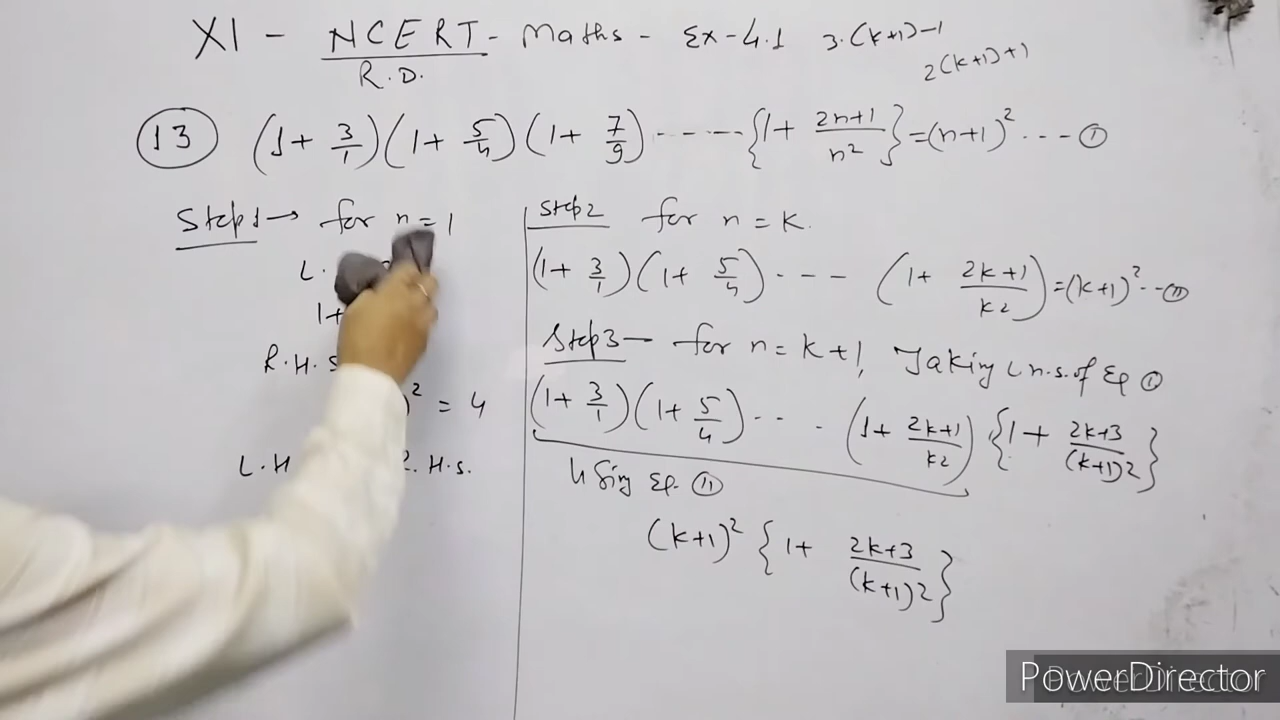 XI - NCERT - Maths - Ex-4.1 3.(k+1)-1
R.D. 2(k+1)+1
13 (1 + 3/1)(1 + 5/4)(1 + 7/9) ------- {1 + 2n+1/n²} = (n+1)² --- ①
Step1 → for n = 1
L.
1+
R.H.S
)² = 4
L.H R.H.S.
Step2 for n = k.
(1 + 3/1)(1 + 5/4) - - -- (1 + 2k+1/k2) = (k+1)² -- ⑪
Step3 — for n = k+1, Taking L.H.S. of Eq ①
(1 + 3/1)(1 + 5/4) - - . (1 + 2k+1/k2) {1 + 2k+3/(k+1)2}
Using Eq. ⑪
(k+1)² {1 + 2k+3/(k+1)2}
PowerDirector